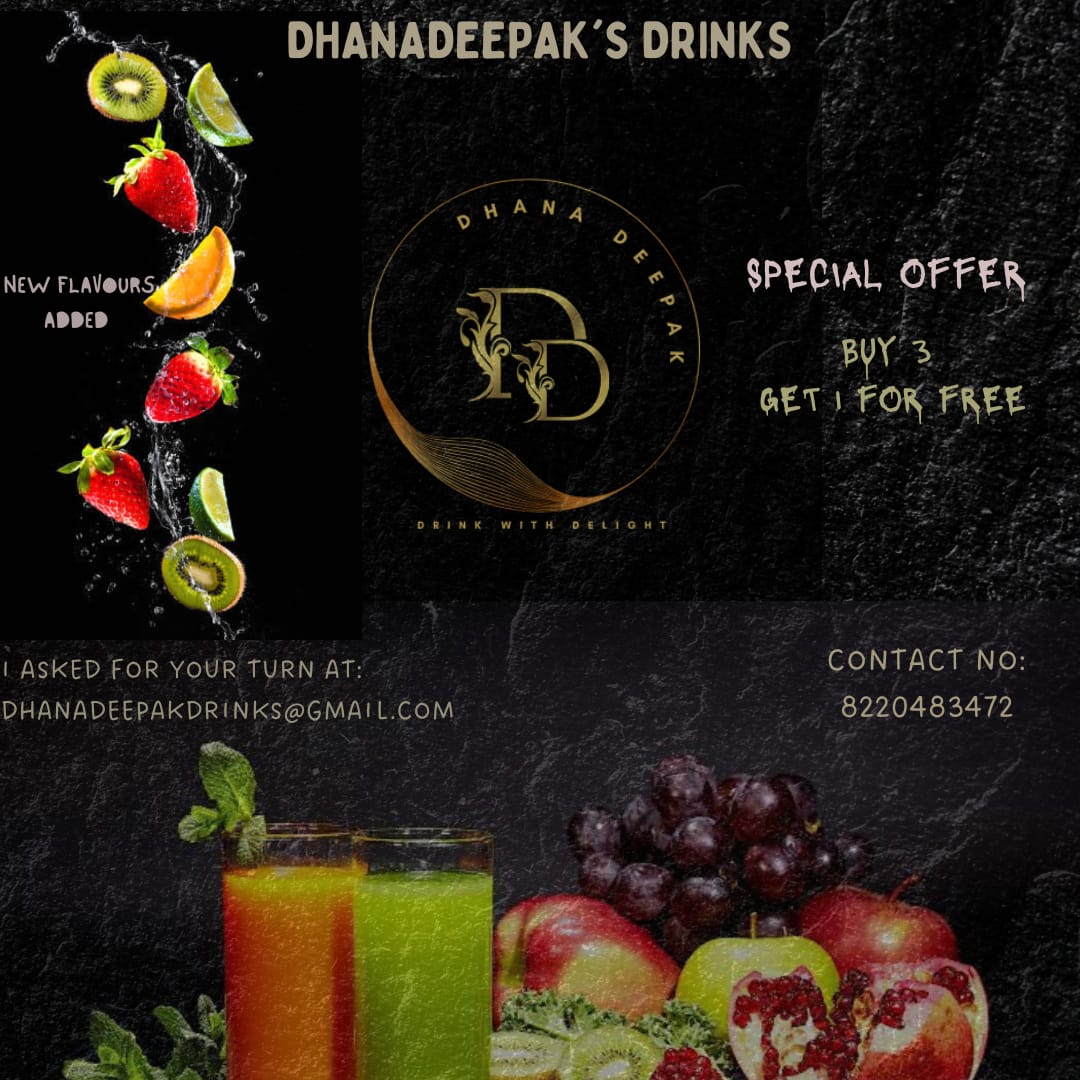 DHANADEEPAK'S DRINKS
DHANA DEEPAK
DD
DRINK WITH DELIGHT
NEW FLAVOURS
ADDED
SPECIAL OFFER
BUY 3
GET 1 FOR FREE
I ASKED FOR YOUR TURN AT:
DHANADEEPAKDRINKS@GMAIL.COM
CONTACT NO:
8220483472